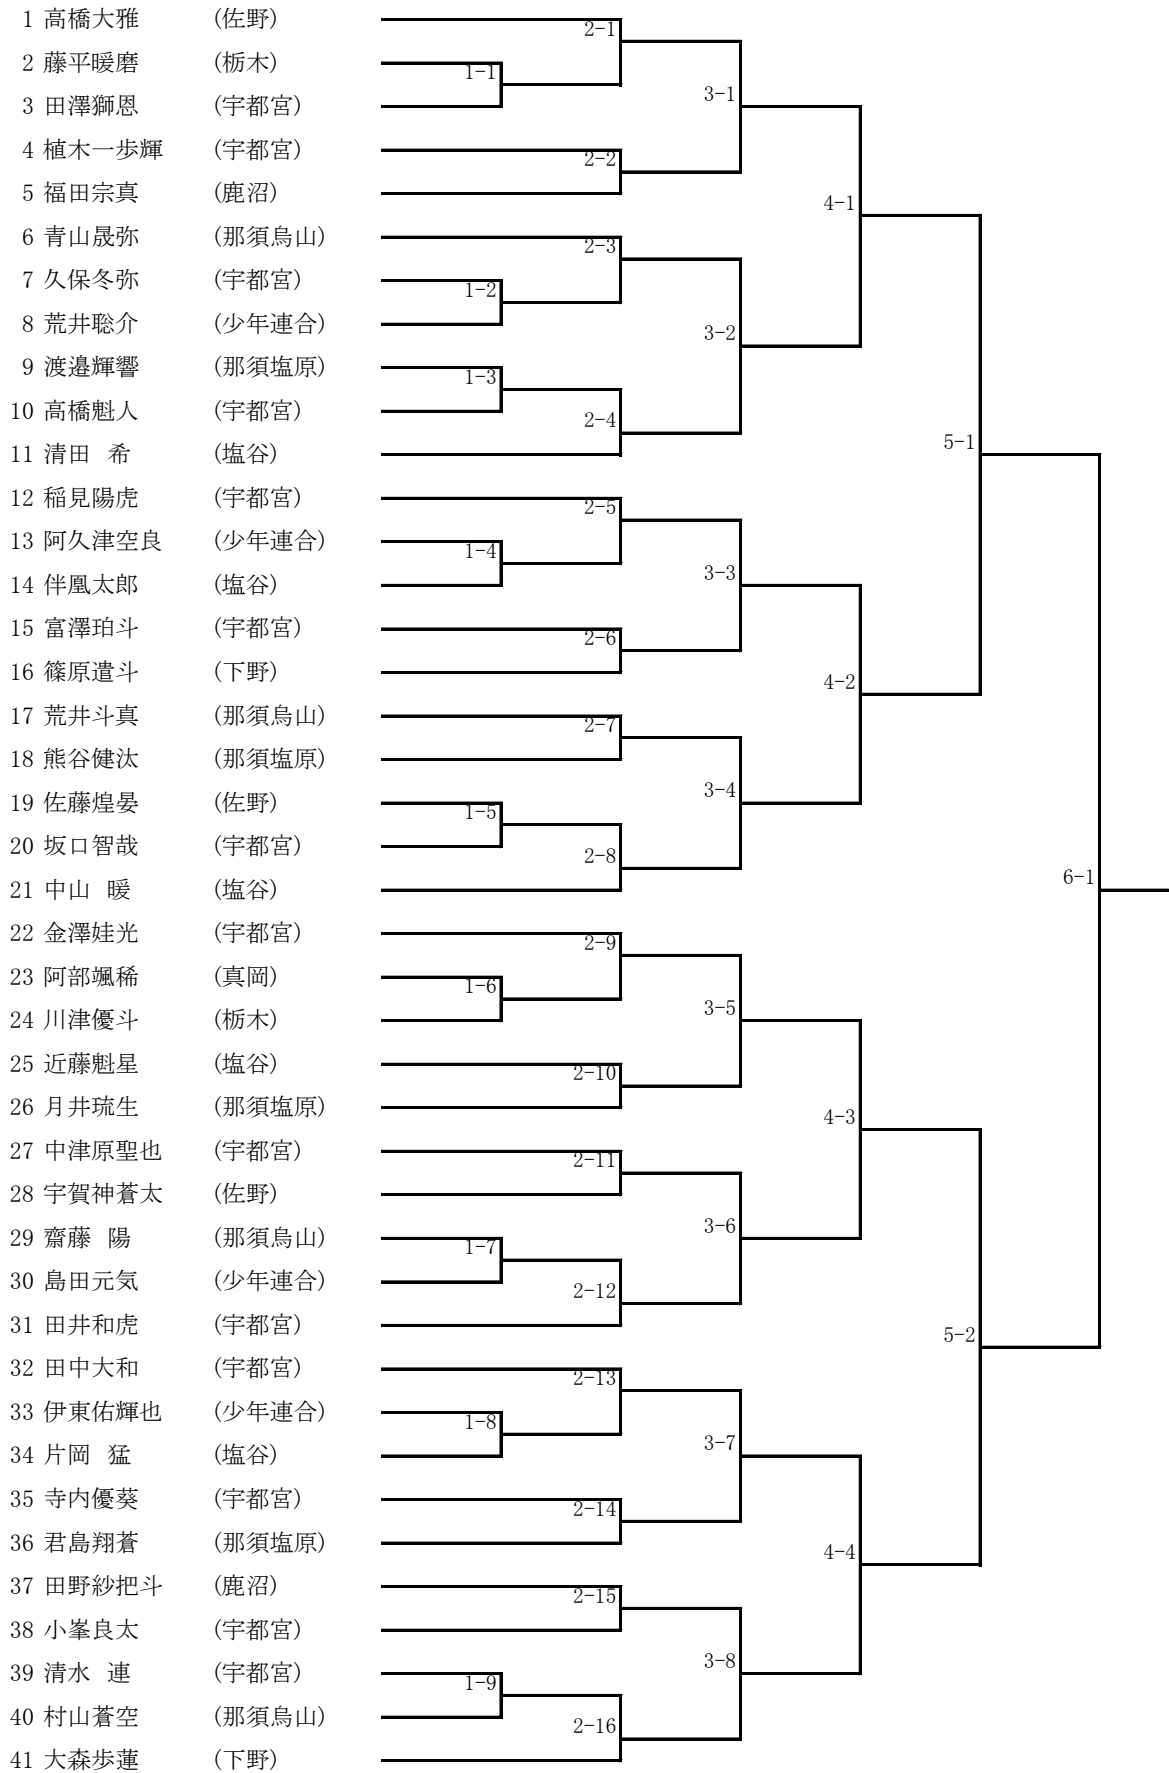 1 高橋大雅 (佐野)
2-1
2 藤平暖磨 (栃木)
1-1
3-1
3 田澤獅恩 (宇都宮)
4 植木一歩輝 (宇都宮)
2-2
5 福田宗真 (鹿沼)
4-1
6 青山晟弥 (那須烏山)
2-3
7 久保冬弥 (宇都宮)
1-2
8 荒井聡介 (少年連合)
3-2
9 渡邉輝響 (那須塩原)
1-3
10 高橋魁人 (宇都宮)
2-4
5-1
11 清田 希 (塩谷)
12 稲見陽虎 (宇都宮)
2-5
13 阿久津空良 (少年連合)
1-4
3-3
14 伴凰太郎 (塩谷)
15 富澤珀斗 (宇都宮)
2-6
16 篠原遣斗 (下野)
4-2
17 荒井斗真 (那須烏山)
2-7
18 熊谷健汰 (那須塩原)
3-4
19 佐藤煌晏 (佐野)
1-5
20 坂口智哉 (宇都宮)
2-8
6-1
21 中山 暖 (塩谷)
22 金澤娃光 (宇都宮)
2-9
23 阿部颯稀 (真岡)
1-6
3-5
24 川津優斗 (栃木)
25 近藤魁星 (塩谷)
2-10
26 月井琉生 (那須塩原)
4-3
27 中津原聖也 (宇都宮)
2-11
28 宇賀神蒼太 (佐野)
3-6
29 齋藤 陽 (那須烏山)
1-7
30 島田元気 (少年連合)
2-12
31 田井和虎 (宇都宮)
5-2
32 田中大和 (宇都宮)
2-13
33 伊東佑輝也 (少年連合)
1-8
3-7
34 片岡 猛 (塩谷)
35 寺内優葵 (宇都宮)
2-14
36 君島翔蒼 (那須塩原)
4-4
37 田野紗把斗 (鹿沼)
2-15
38 小峯良太 (宇都宮)
3-8
39 清水 連 (宇都宮)
1-9
40 村山蒼空 (那須烏山)
2-16
41 大森歩蓮 (下野)